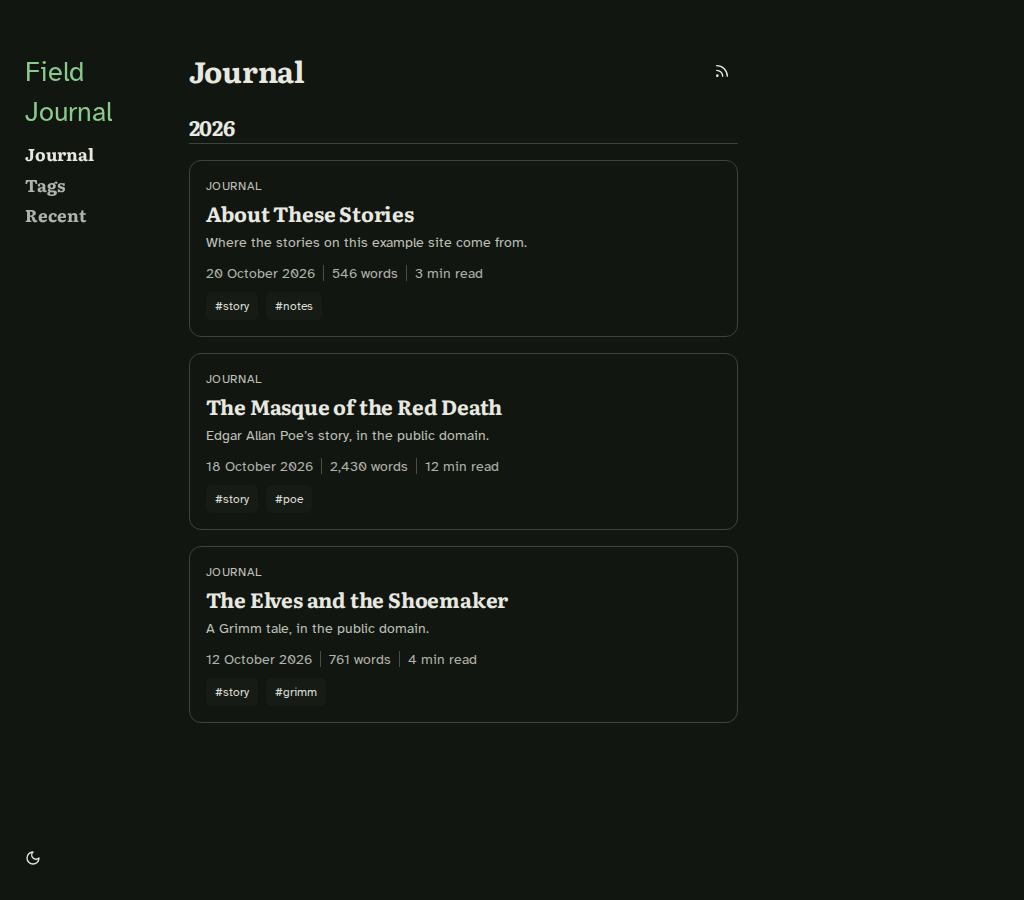 Field
Journal
Journal
Tags
Recent
Journal
2026
JOURNAL
About These Stories
Where the stories on this example site come from.
20 October 2026 546 words 3 min read
#story #notes
JOURNAL
The Masque of the Red Death
Edgar Allan Poe’s story, in the public domain.
18 October 2026 2,430 words 12 min read
#story #poe
JOURNAL
The Elves and the Shoemaker
A Grimm tale, in the public domain.
12 October 2026 761 words 4 min read
#story #grimm